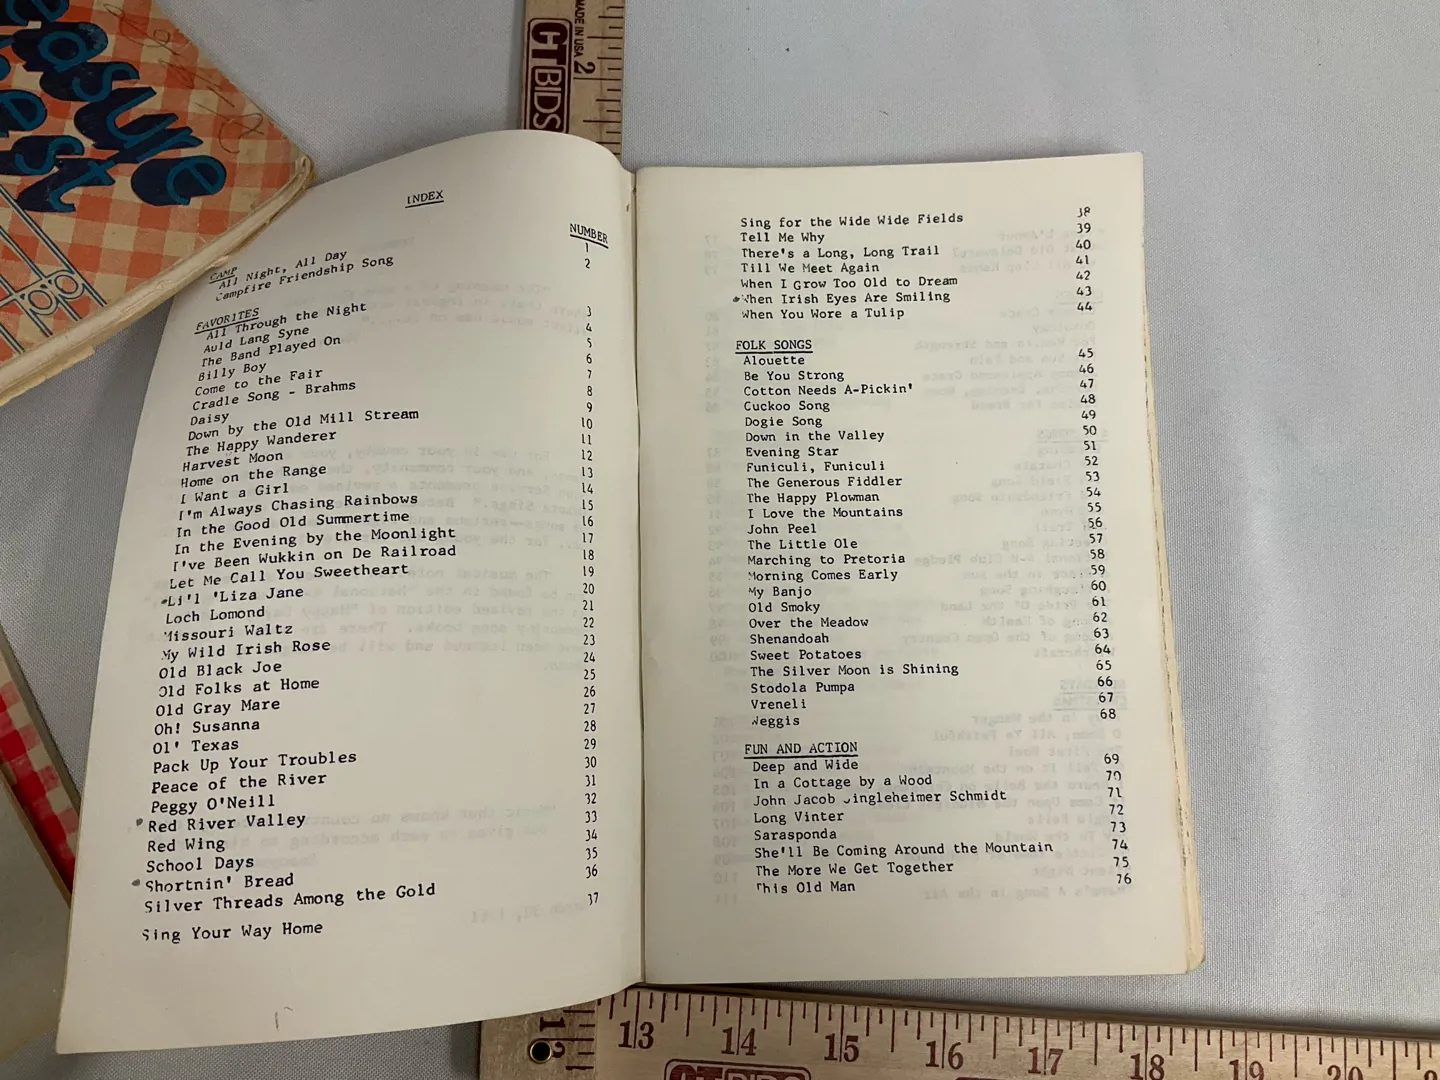 INDEX
NUMBER
CAMP
All Night, All Day 1
Campfire Friendship Song 2
FAVORITES
All Through the Night 3
Auld Lang Syne 4
The Band Played On 5
Billy Boy 6
Come to the Fair 7
Cradle Song - Brahms 8
Daisy 9
Down by the Old Mill Stream 10
The Happy Wanderer 11
Harvest Moon 12
Home on the Range 13
I Want a Girl 14
I'm Always Chasing Rainbows 15
In the Good Old Summertime 16
In the Evening by the Moonlight 17
I've Been Wukkin on De Railroad 18
Let Me Call You Sweetheart 19
Li'l 'Liza Jane 20
Loch Lomond 21
Missouri Waltz 22
My Wild Irish Rose 23
Old Black Joe 24
Old Folks at Home 25
Old Gray Mare 26
Oh! Susanna 27
Ol' Texas 28
Pack Up Your Troubles 29
Peace of the River 30
Peggy O'Neill 31
Red River Valley 32
Red Wing 33
School Days 34
Shortnin' Bread 35
Silver Threads Among the Gold 36
Sing Your Way Home 37
Sing for the Wide Wide Fields 38
Tell Me Why 39
There's a Long, Long Trail 40
Till We Meet Again 41
When I Grow Too Old to Dream 42
When Irish Eyes Are Smiling 43
When You Wore a Tulip 44
FOLK SONGS
Alouette 45
Be You Strong 46
Cotton Needs A-Pickin' 47
Cuckoo Song 48
Dogie Song 49
Down in the Valley 50
Evening Star 51
Funiculi, Funiculi 52
The Generous Fiddler 53
The Happy Plowman 54
I Love the Mountains 55
John Peel 56
The Little Ole 57
Marching to Pretoria 58
Morning Comes Early 59
My Banjo 60
Old Smoky 61
Over the Meadow 62
Shenandoah 63
Sweet Potatoes 64
The Silver Moon is Shining 65
Stodola Pumpa 66
Vreneli 67
Weggis 68
FUN AND ACTION
Deep and Wide 69
In a Cottage by a Wood 70
John Jacob Jingleheimer Schmidt 71
Long Vinter 72
Sarasponda 73
She'll Be Coming Around the Mountain 74
The More We Get Together 75
This Old Man 76
MADE IN USA 2
CTBIDS
12 13 14 15 16 17 18 19 20
CTBIDS